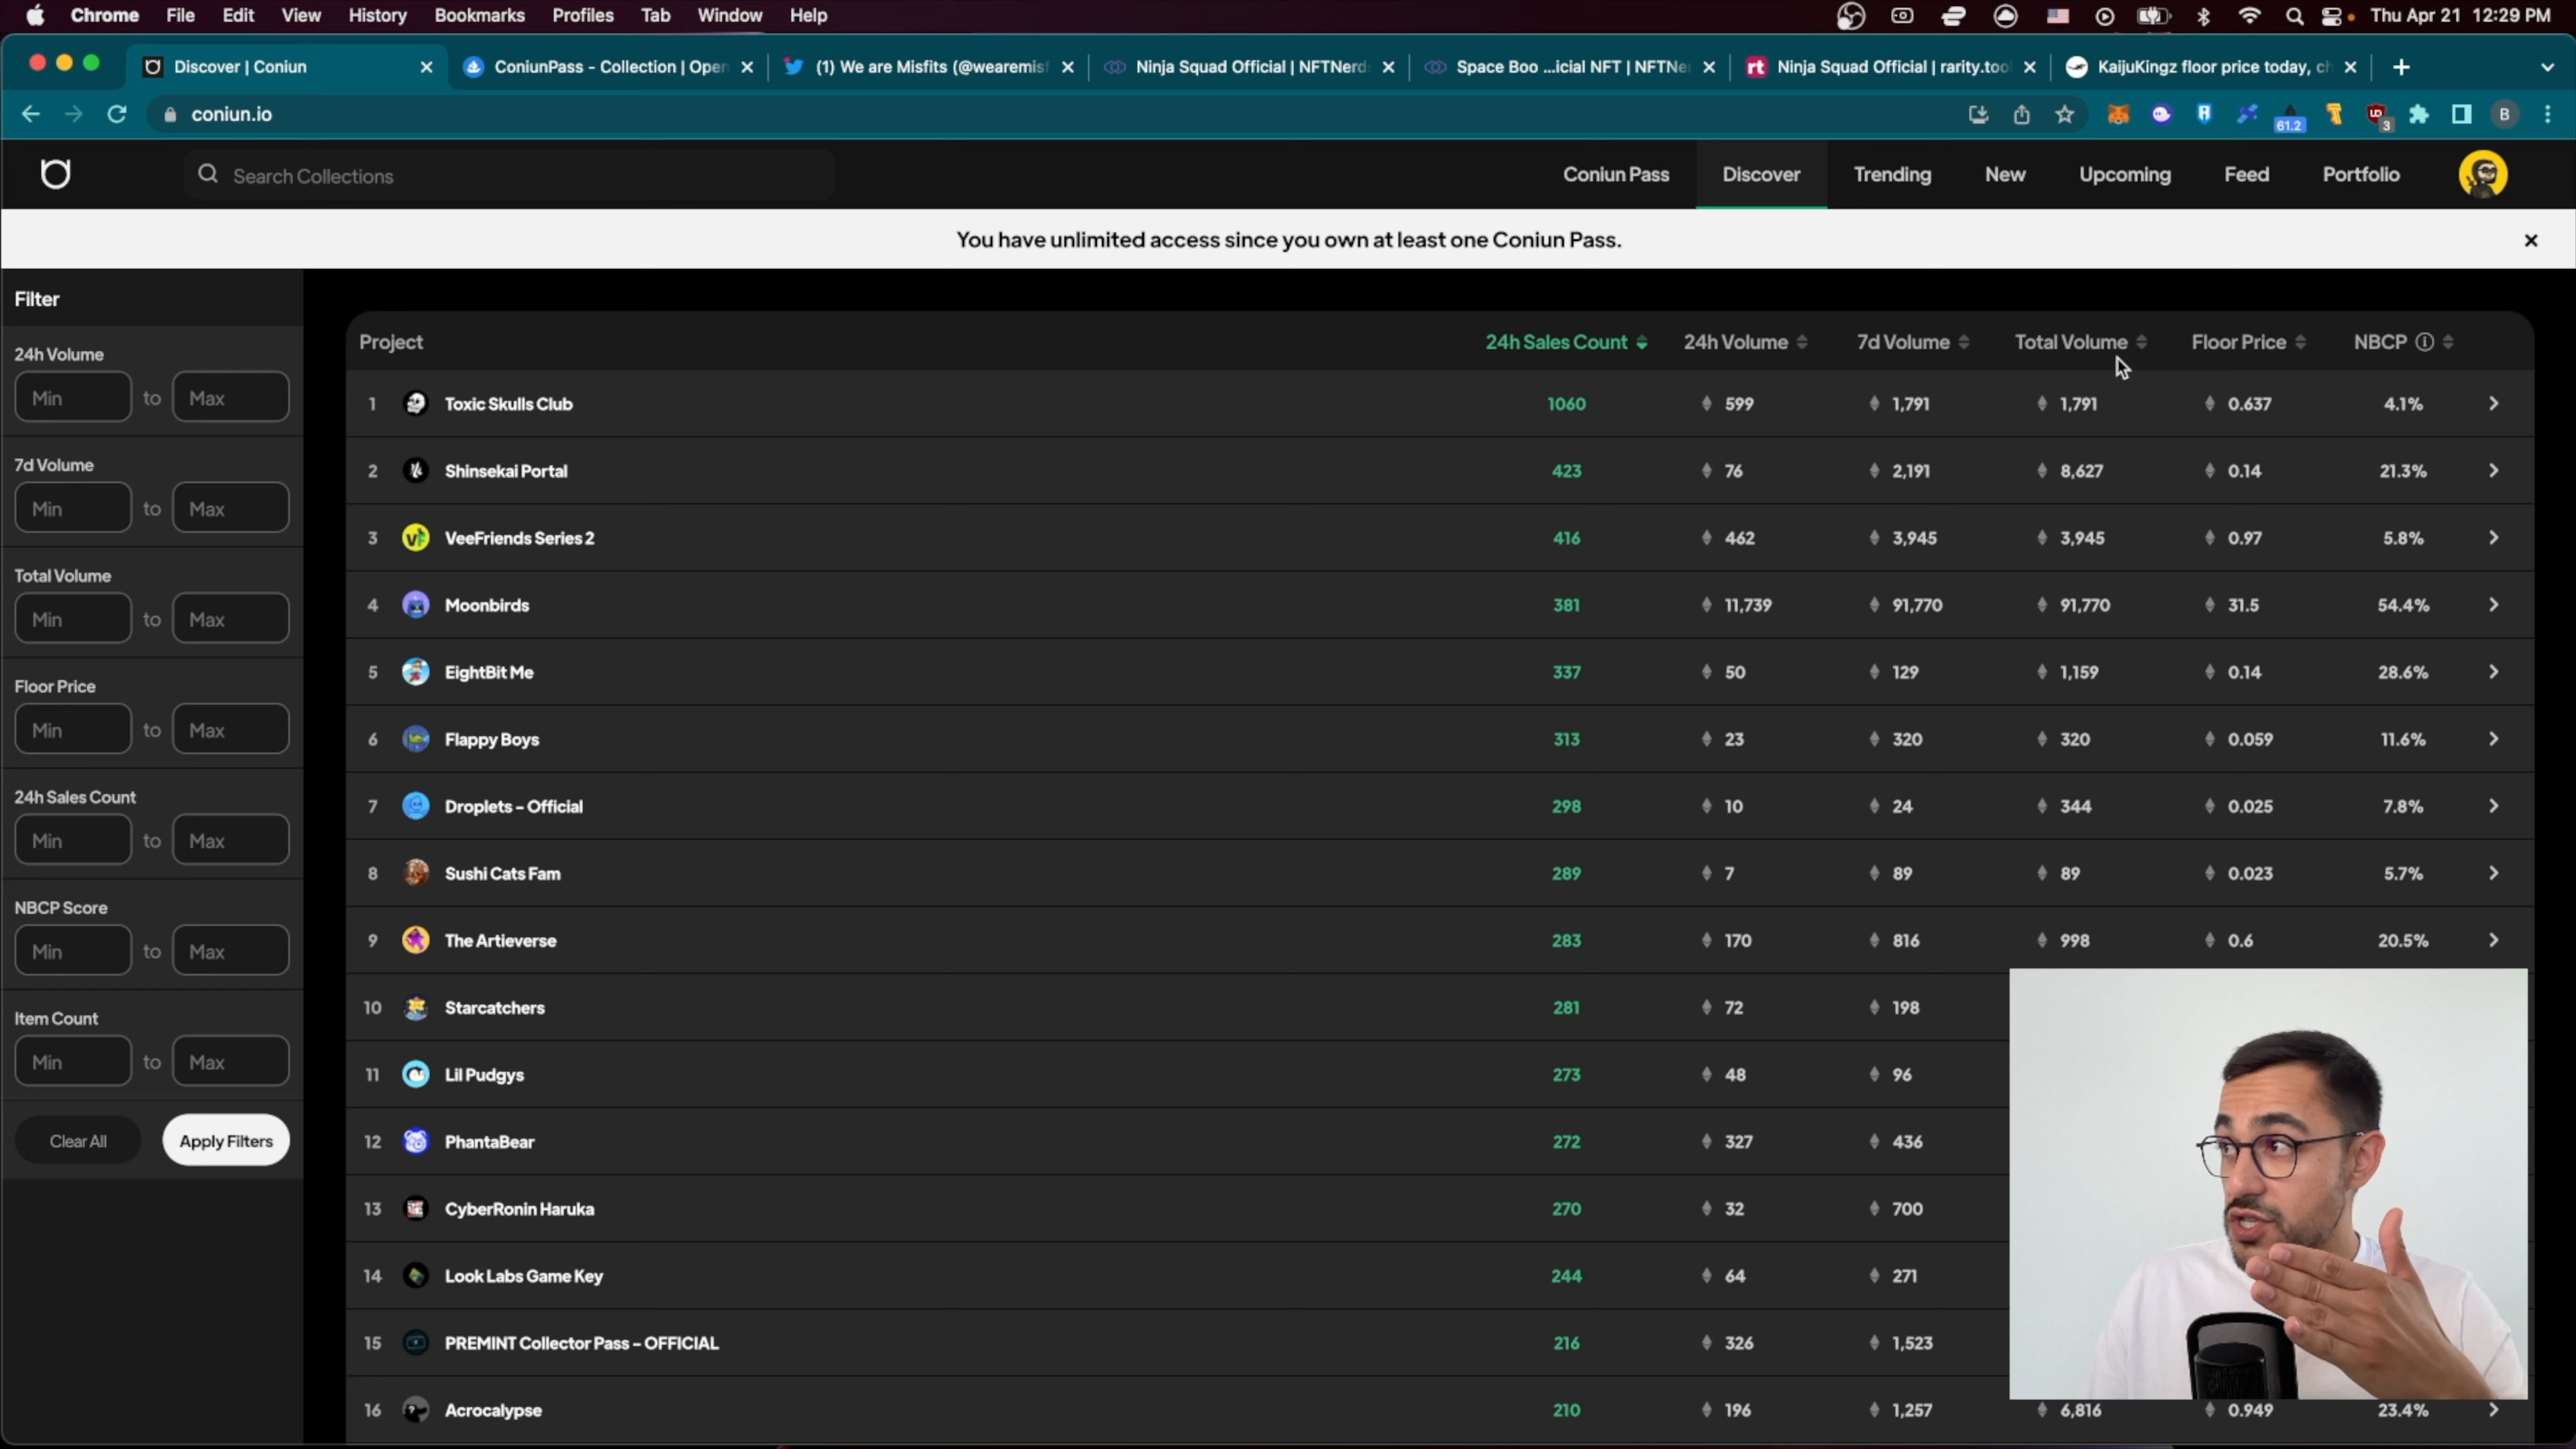 Chrome File Edit View History Bookmarks Profiles Tab Window Help Thu Apr 21 12:29 PM
Discover | Coniun ConiunPass - Collection | Open (1) We are Misfits (@wearemisf Ninja Squad Official | NFTNerd Space Boo ...icial NFT | NFTNe Ninja Squad Official | rarity.too KaijuKingz floor price today, ch
coniun.io 61.2 3 B
Search Collections Coniun Pass Discover Trending New Upcoming Feed Portfolio
You have unlimited access since you own at least one Coniun Pass.
Filter
24h Volume
Min to Max
7d Volume
Min to Max
Total Volume
Min to Max
Floor Price
Min to Max
24h Sales Count
Min to Max
NBCP Score
Min to Max
Item Count
Min to Max
Clear All Apply Filters
Project 24h Sales Count 24h Volume 7d Volume Total Volume Floor Price NBCP
1 Toxic Skulls Club 1060 599 1,791 1,791 0.637 4.1%
2 Shinsekai Portal 423 76 2,191 8,627 0.14 21.3%
3 VeeFriends Series 2 416 462 3,945 3,945 0.97 5.8%
4 Moonbirds 381 11,739 91,770 91,770 31.5 54.4%
5 EightBit Me 337 50 129 1,159 0.14 28.6%
6 Flappy Boys 313 23 320 320 0.059 11.6%
7 Droplets - Official 298 10 24 344 0.025 7.8%
8 Sushi Cats Fam 289 7 89 89 0.023 5.7%
9 The Artieverse 283 170 816 998 0.6 20.5%
10 Starcatchers 281 72 198
11 Lil Pudgys 273 48 96
12 PhantaBear 272 327 436
13 CyberRonin Haruka 270 32 700
14 Look Labs Game Key 244 64 271
15 PREMINT Collector Pass - OFFICIAL 216 326 1,523
16 Acrocalypse 210 196 1,257 6,816 0.949 23.4%